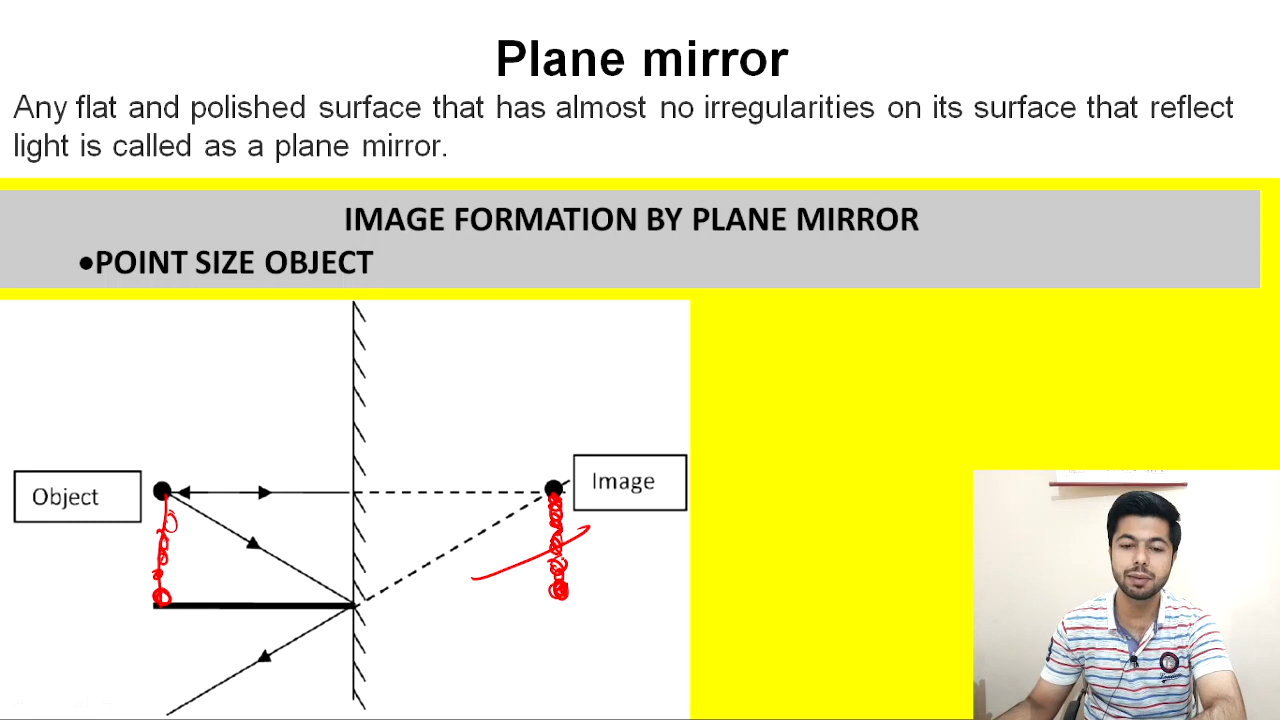 Plane mirror
Any flat and polished surface that has almost no irregularities on its surface that reflect
light is called as a plane mirror.
IMAGE FORMATION BY PLANE MIRROR
•POINT SIZE OBJECT
Object
Image